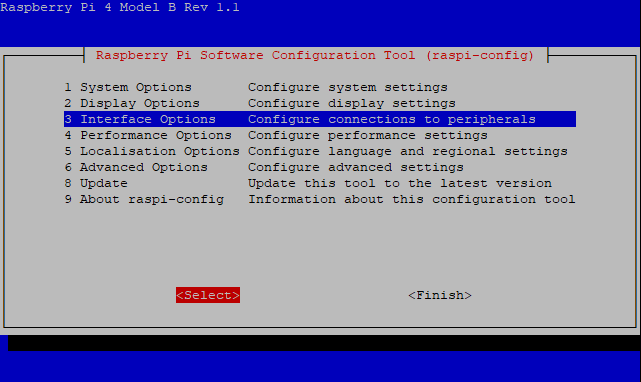 Raspberry Pi 4 Model B Rev 1.1
Raspberry Pi Software Configuration Tool (raspi-config)
1 System Options Configure system settings
2 Display Options Configure display settings
3 Interface Options Configure connections to peripherals
4 Performance Options Configure performance settings
5 Localisation Options Configure language and regional settings
6 Advanced Options Configure advanced settings
8 Update Update this tool to the latest version
9 About raspi-config Information about this configuration tool
<Select> <Finish>